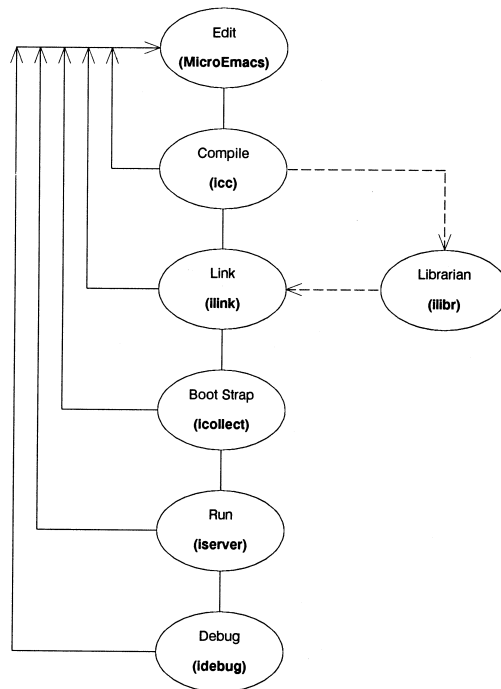 Edit
(MicroEmacs)
Compile
(icc)
Link
(ilink)
Librarian
(ilibr)
Boot Strap
(icollect)
Run
(iserver)
Debug
(idebug)